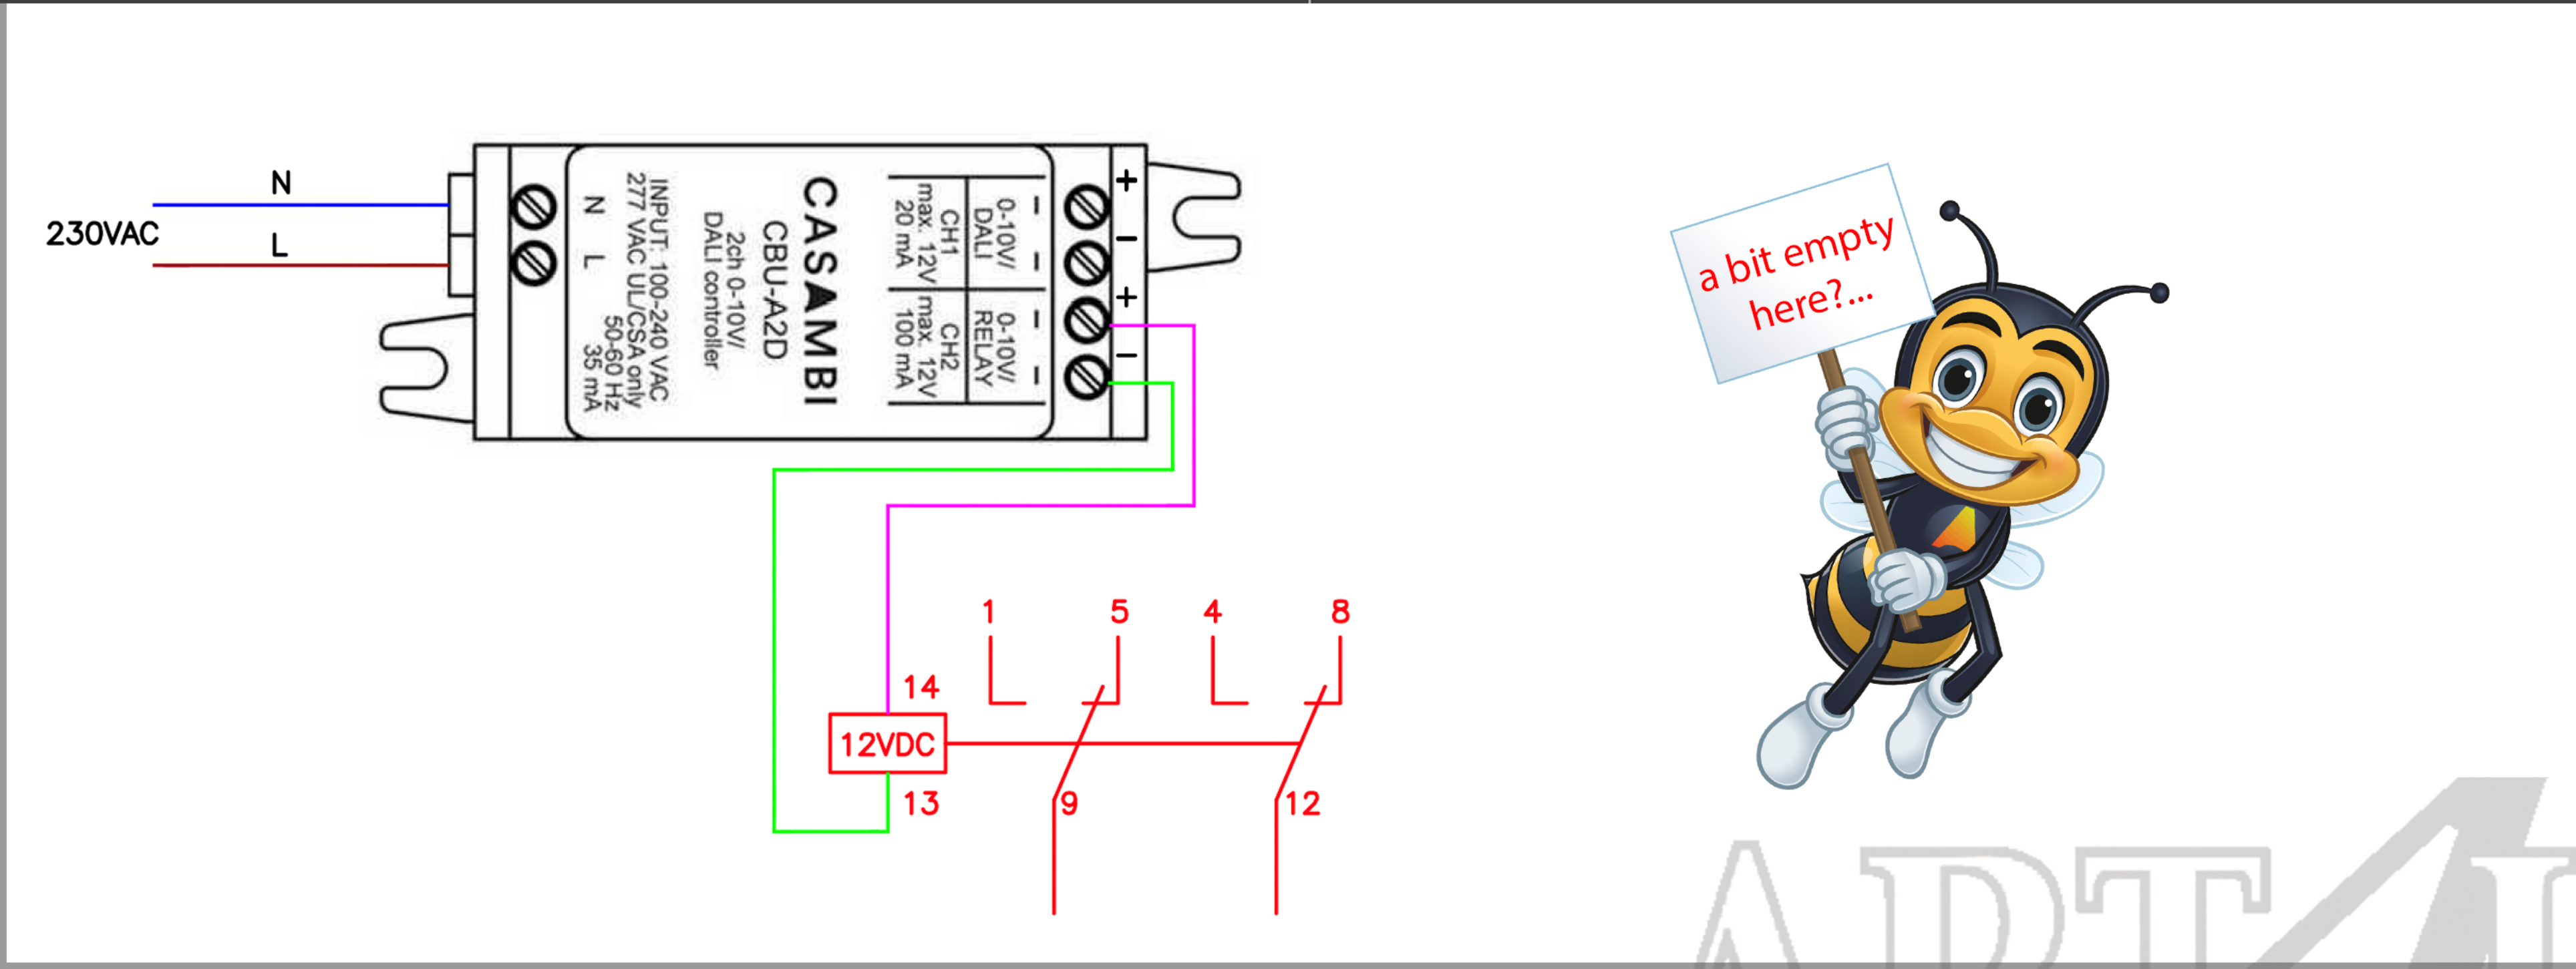 N
230VAC
L
N
L
INPUT: 100-240 VAC
277 VAC UL/CSA only
50-60 Hz
35 mA
2ch 0-10V/
DALI controller
CASAMBI
CBU-A2D
0-10V/
DALI
CH1
max. 12V
20 mA
0-10V/
RELAY
CH2
max. 12V
100 mA
+
-
+
-
a bit empty
here?...
1
5
4
8
14
12VDC
13
9
12